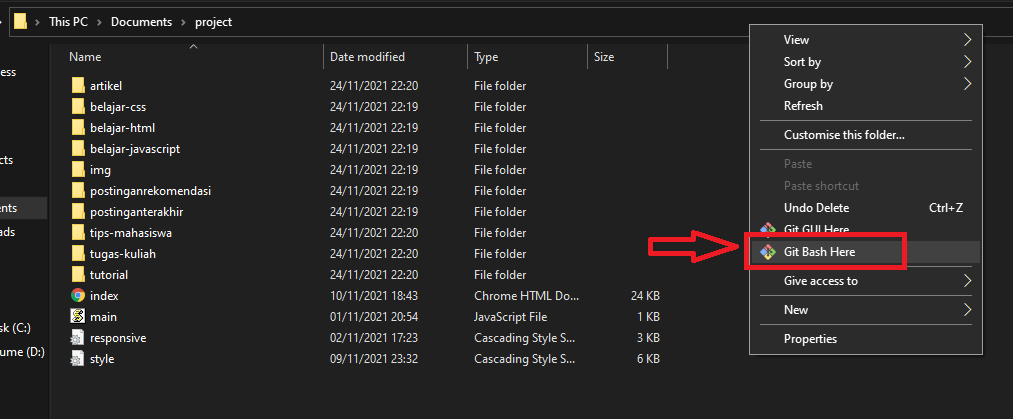 This PC > Documents > project
Name Date modified Type Size
artikel 24/11/2021 22:20 File folder
belajar-css 24/11/2021 22:19 File folder
belajar-html 24/11/2021 22:19 File folder
belajar-javascript 24/11/2021 22:19 File folder
img 24/11/2021 22:19 File folder
postinganrekomendasi 24/11/2021 22:19 File folder
postinganterakhir 24/11/2021 22:19 File folder
tips-mahasiswa 24/11/2021 22:20 File folder
tugas-kuliah 24/11/2021 22:20 File folder
tutorial 24/11/2021 22:20 File folder
index 10/11/2021 18:43 Chrome HTML Do... 24 KB
main 01/11/2021 20:54 JavaScript File 1 KB
responsive 02/11/2021 17:23 Cascading Style S... 3 KB
style 09/11/2021 23:32 Cascading Style S... 6 KB
ess
cts
ents
ads
sk (C:)
ume (D:)
View
Sort by
Group by
Refresh
Customise this folder...
Paste
Paste shortcut
Undo Delete Ctrl+Z
Git GUI Here
Git Bash Here
Give access to
New
Properties